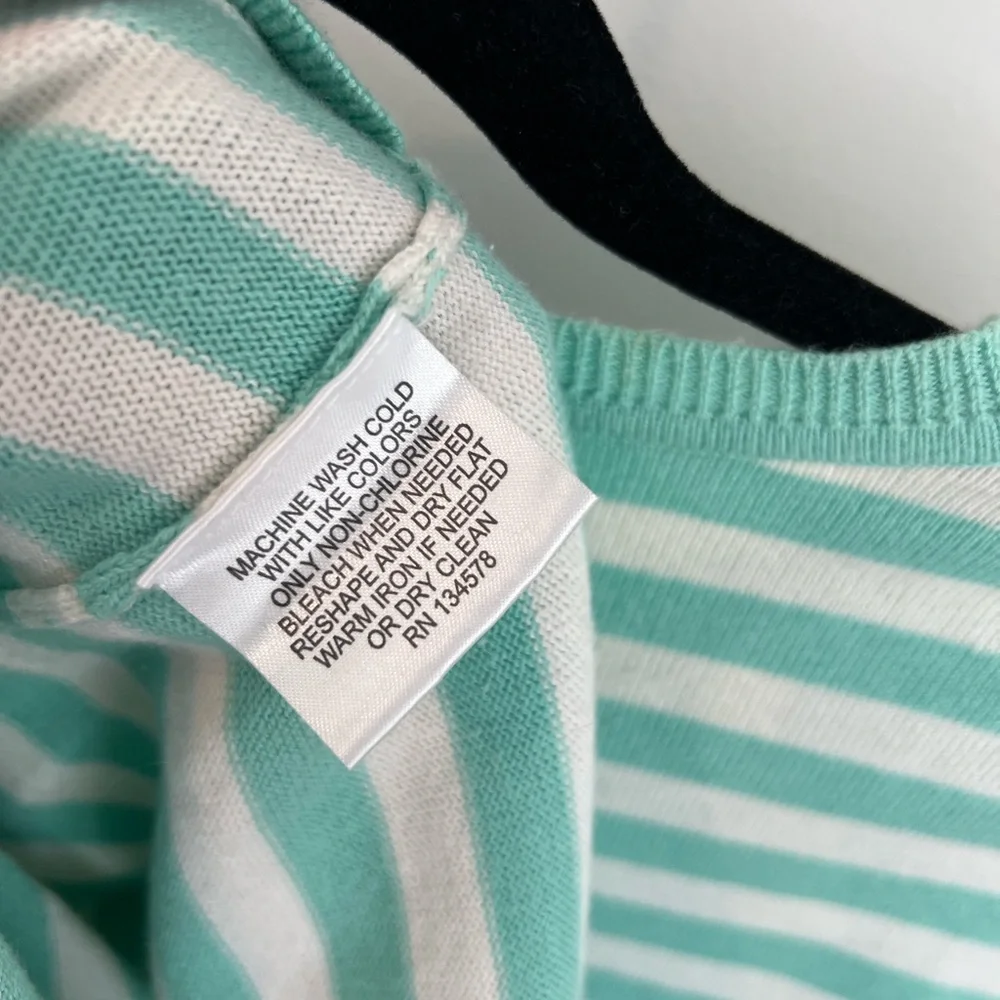 MACHINE WASH COLD
WITH LIKE COLORS
ONLY NON-CHLORINE
BLEACH WHEN NEEDED
RESHAPE AND DRY FLAT
WARM IRON IF NEEDED
OR DRY CLEAN
RN 134578